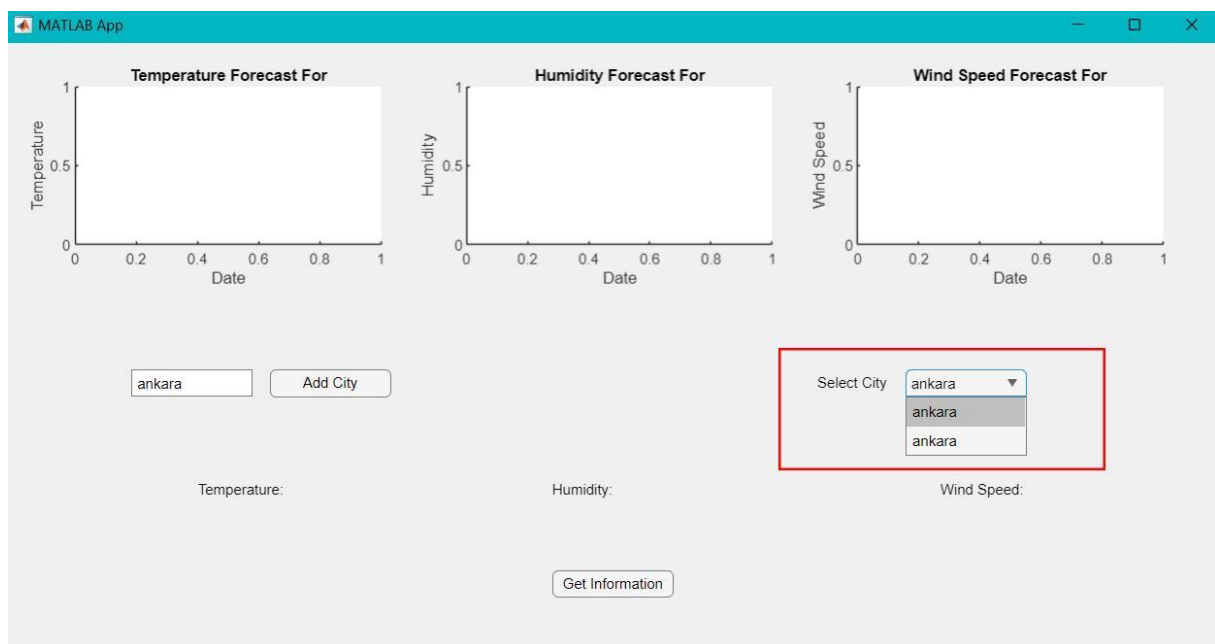 MATLAB App
Temperature Forecast For
Temperature
1
0.5
0
0 0.2 0.4 0.6 0.8 1
Date
Humidity Forecast For
Humidity
1
0.5
0
0 0.2 0.4 0.6 0.8 1
Date
Wind Speed Forecast For
Wind Speed
1
0.5
0
0 0.2 0.4 0.6 0.8 1
Date
ankara Add City
Select City ankara
ankara
ankara
Temperature: Humidity: Wind Speed:
Get Information